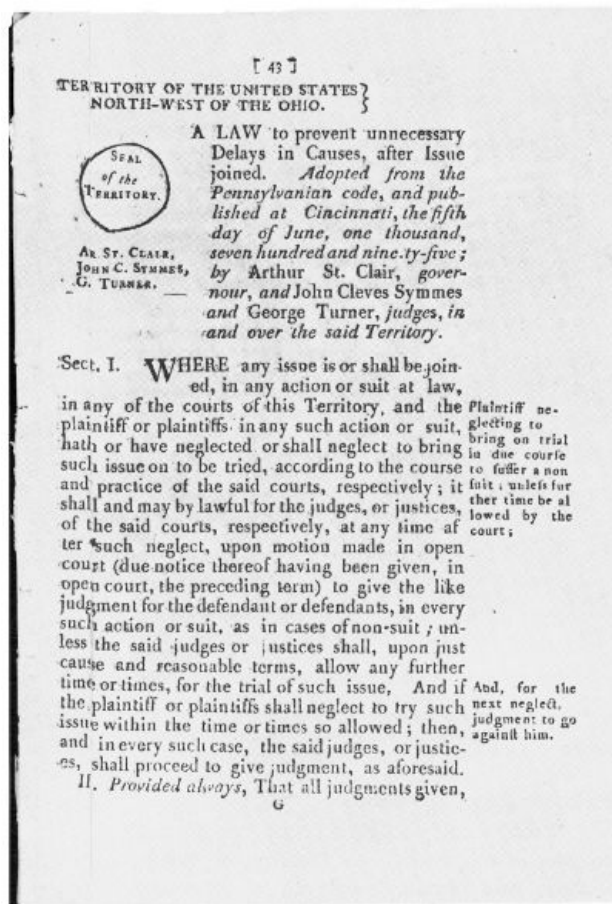 [ 43 ]
TERRITORY OF THE UNITED STATES }
NORTH-WEST OF THE OHIO. }
SEAL
of the
TERRITORY.
AR ST. CLAIR,
JOHN C. SYMMES,
G. TURNER.
A LAW to prevent unnecessary
Delays in Causes, after Issue
joined. Adopted from the
Pennsylvanian code, and pub-
lished at Cincinnati, the fifth
day of June, one thousand,
seven hundred and nine.ty-five;
by Arthur St. Clair, gover-
nour, and John Cleves Symmes
and George Turner, judges, in
and over the said Territory.
Sect. I. WHERE any issue is or shall be join-
ed, in any action or suit at law,
in any of the courts of this Territory, and the
plaintiff or plaintiffs in any such action or suit,
hath or have neglected or shall neglect to bring
such issue on to be tried, according to the course
and practice of the said courts, respectively; it
shall and may by lawful for the judges, or justices,
of the said courts, respectively, at any time af
ter such neglect, upon motion made in open
court (due notice thereof having been given, in
open court, the preceding term) to give the like
judgment for the defendant or defendants, in every
such action or suit, as in cases of non-suit; un-
less the said judges or justices shall, upon just
cause and reasonable terms, allow any further
time or times, for the trial of such issue, And if
the plaintiff or plaintiffs shall neglect to try such
issue within the time or times so allowed; then,
and in every such case, the said judges, or justic-
es, shall proceed to give judgment, as aforesaid.
II. Provided always, That all judgments given,
G
Plaintiff ne-
glecting to
bring on trial
in due course
to suffer a non
suit, unless fur
ther time be al
lowed by the
court;
And, for the
next neglect,
judgment to go
against him.